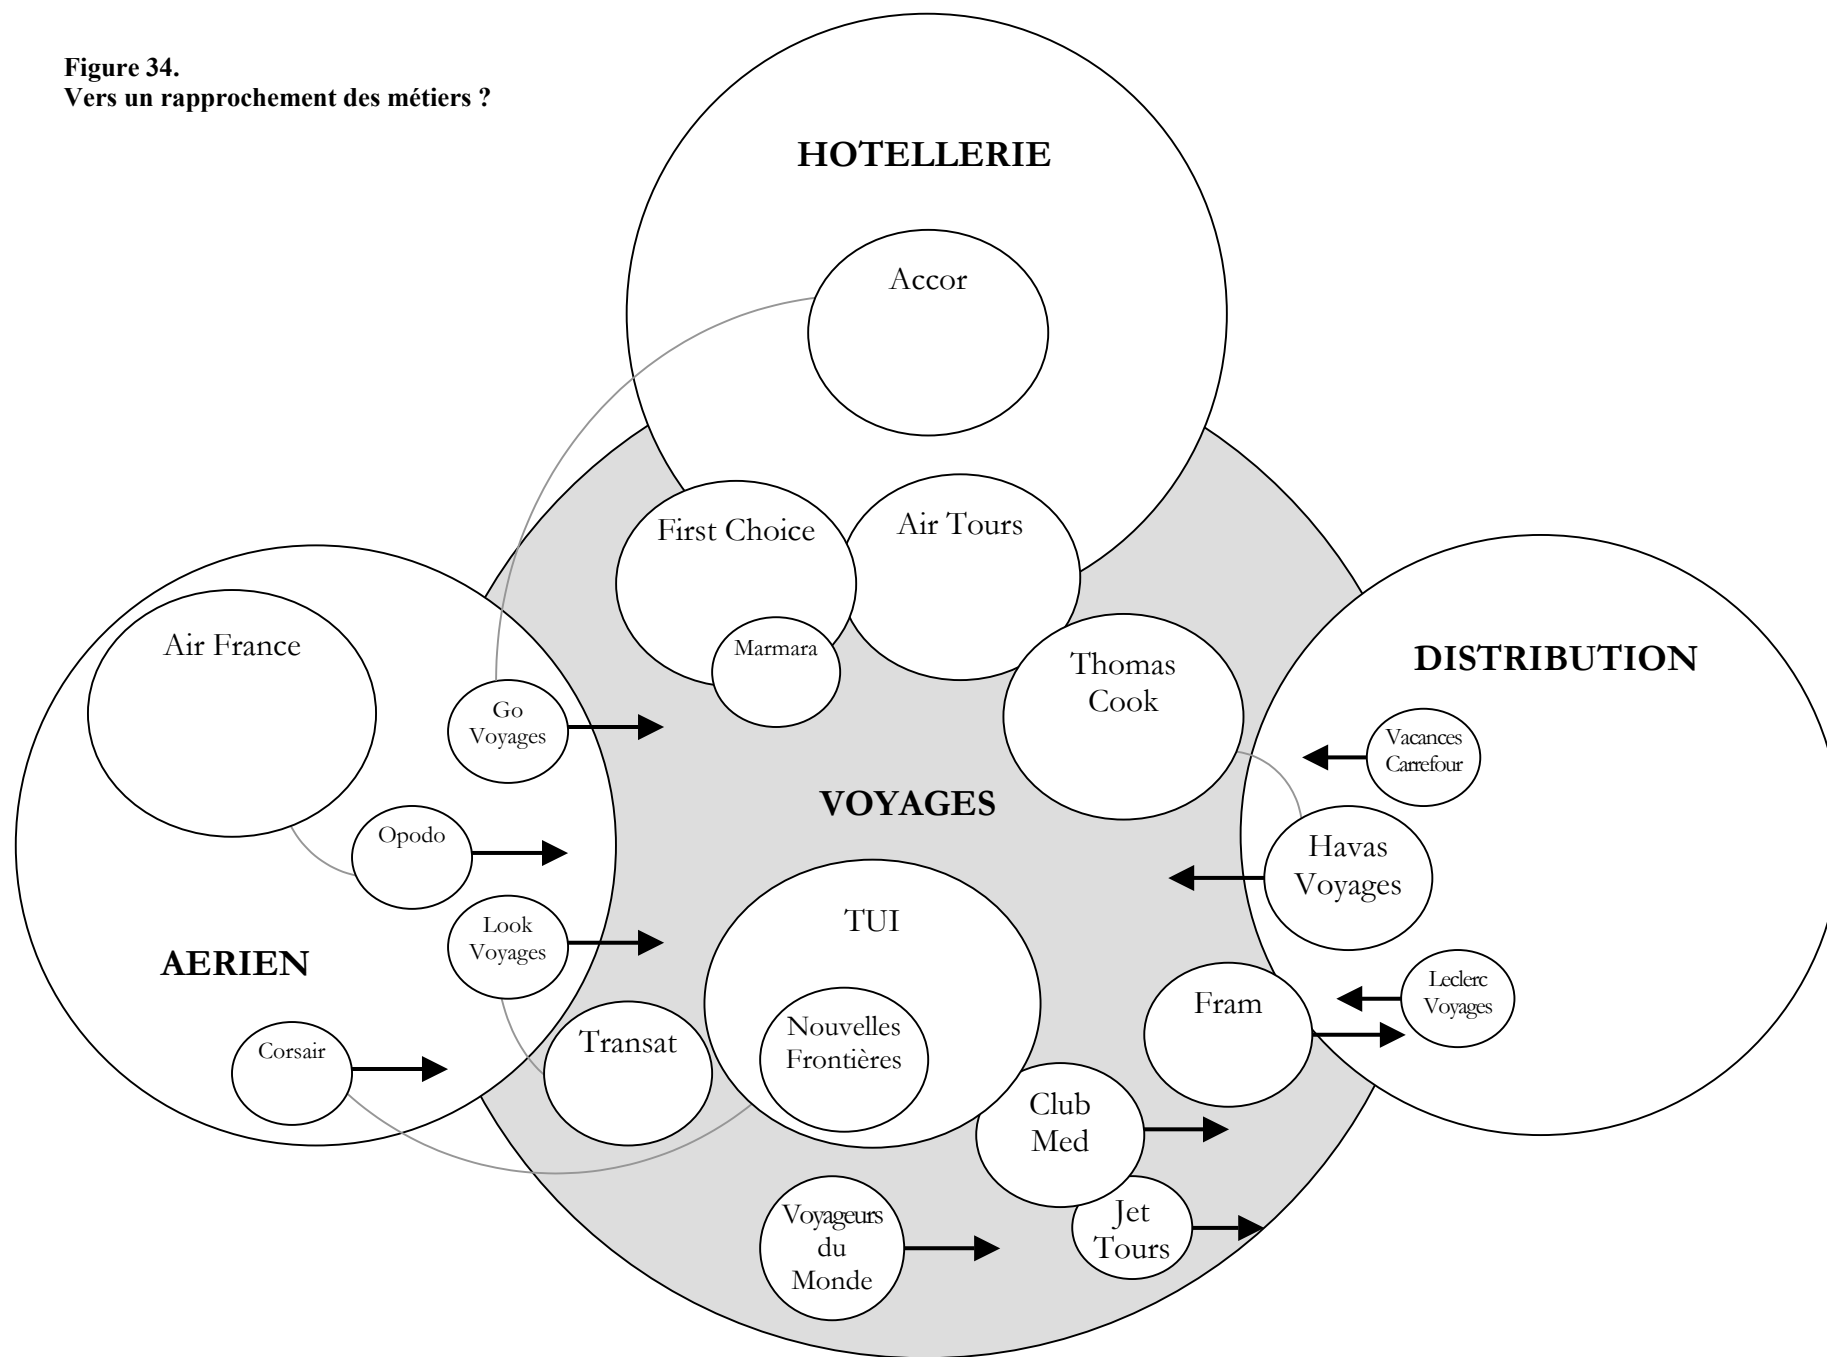 Figure 34.
Vers un rapprochement des métiers ?
HOTELLERIE
Accor
First Choice
Air Tours
Marmara
Thomas
Cook
Air France
Go
Voyages
Opodo
Look
Voyages
AERIEN
Corsair
Transat
VOYAGES
TUI
Nouvelles
Frontières
DISTRIBUTION
Vacances
Carrefour
Havas
Voyages
Leclerc
Voyages
Fram
Club
Med
Jet
Tours
Voyageurs
du
Monde